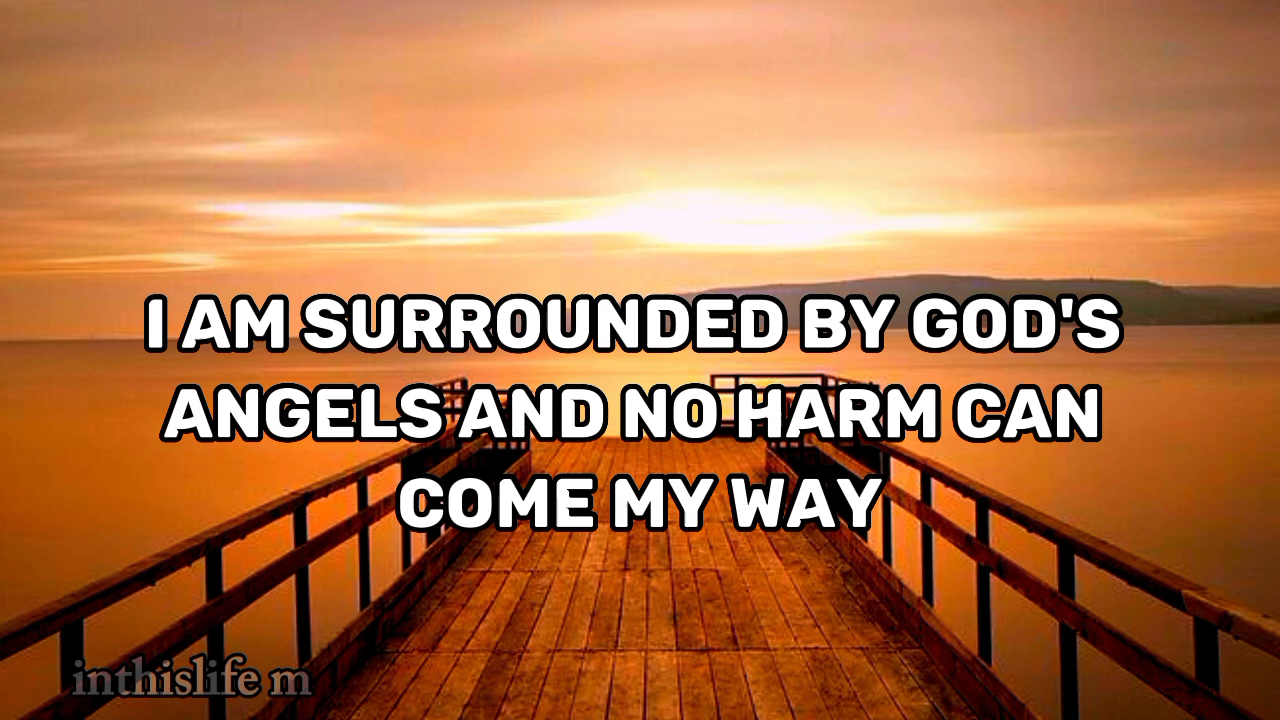 I AM SURROUNDED BY GOD'S
ANGELS AND NO HARM CAN
COME MY WAY
inthislife m